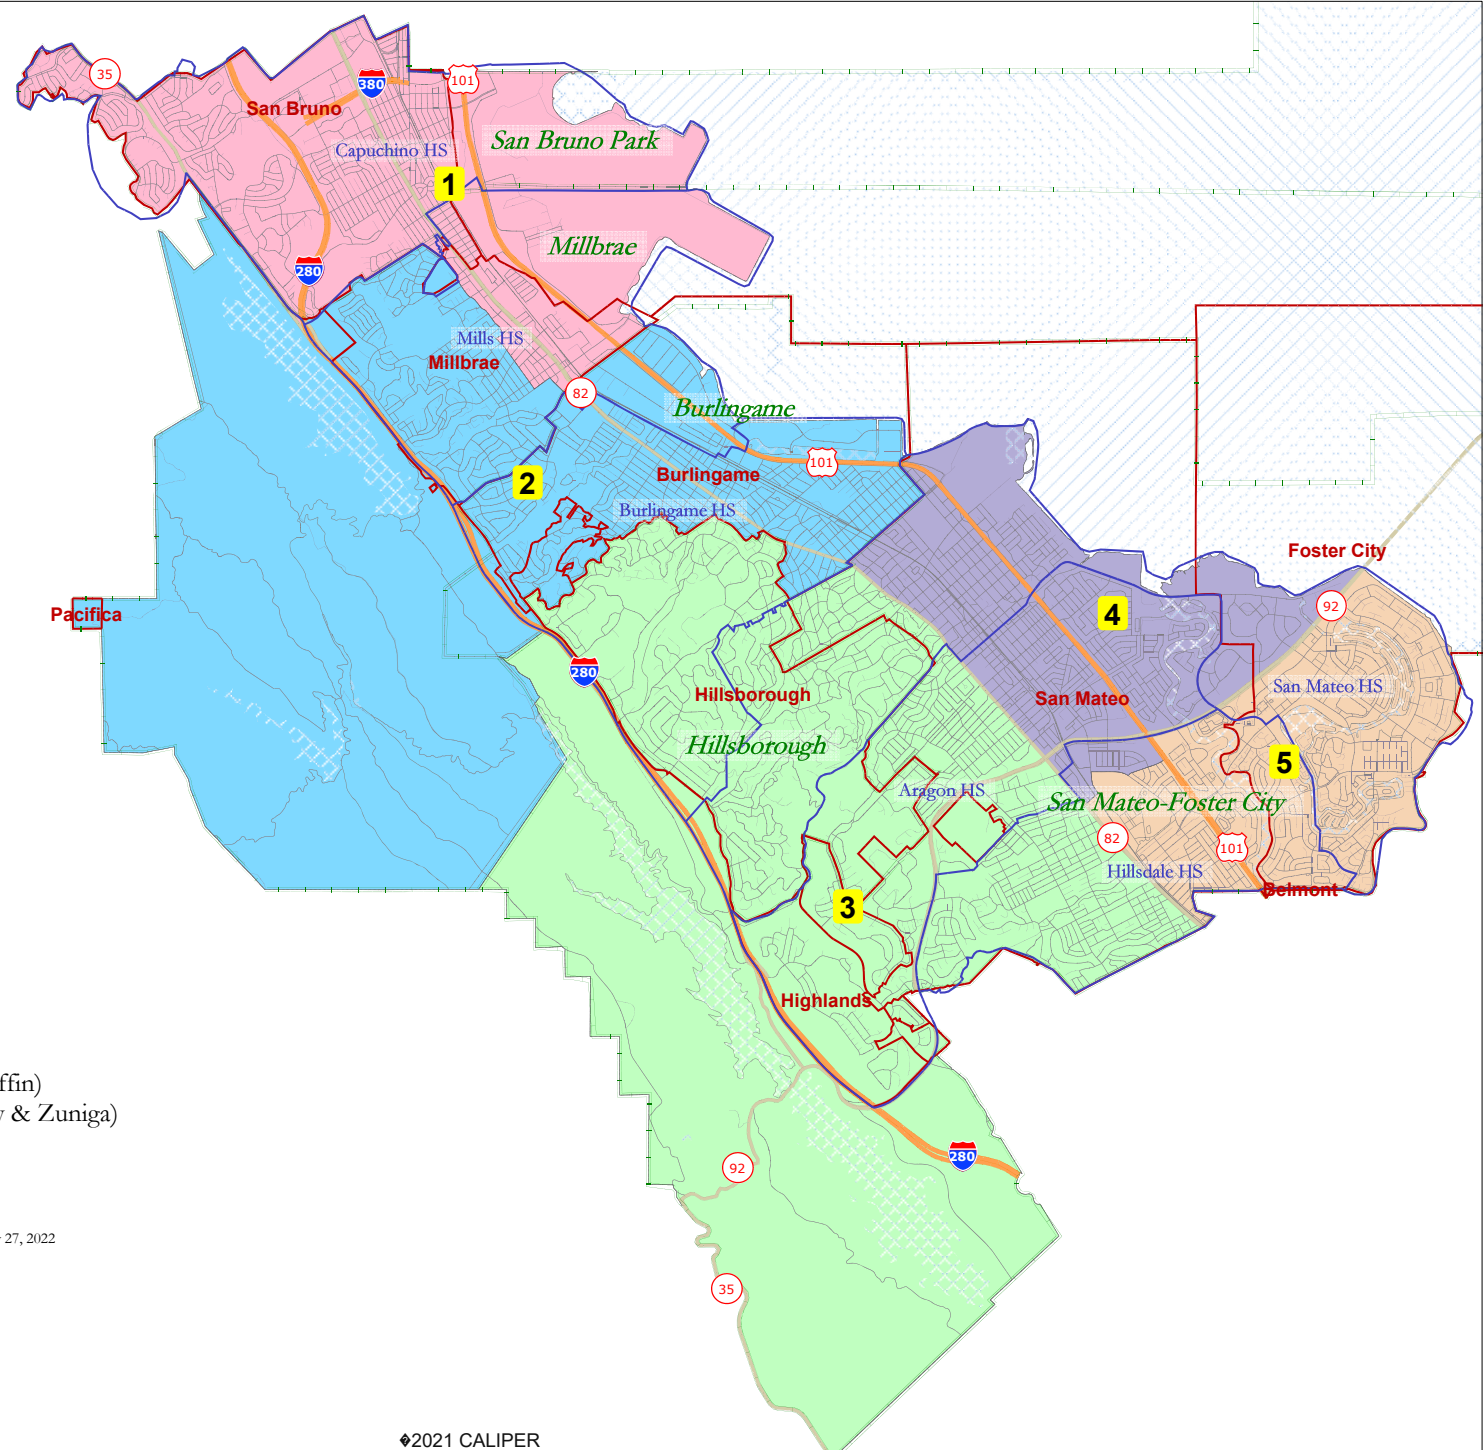 35
380
101
San Bruno
San Bruno Park
Capuchino HS
1
Millbrae
280
Mills HS
Millbrae
82
Burlingame
101
Burlingame
2
Burlingame HS
Foster City
92
Pacifica
4
280
San Mateo HS
Hillsborough
San Mateo
Hillsborough
5
Aragon HS
San Mateo-Foster City
82
101
Hillsdale HS
Belmont
3
Highlands
ffin)
& Zuniga)
280
92
27, 2022
35
�2021 CALIPER